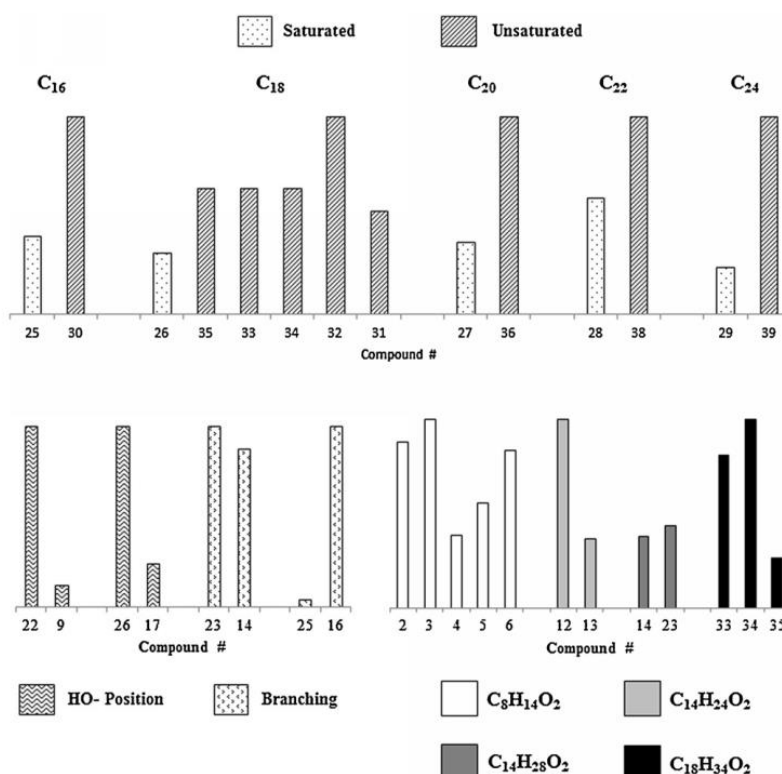 Saturated Unsaturated
C₁₆ C₁₈ C₂₀ C₂₂ C₂₄
25 30 26 35 33 34 32 31 27 36 28 38 29 39
Compound #
22 9 26 17 23 14 25 16
Compound #
HO- Position Branching
2 3 4 5 6 12 13 14 23 33 34 35
Compound #
C₈H₁₄O₂ C₁₄H₂₄O₂
C₁₄H₂₈O₂ C₁₈H₃₄O₂